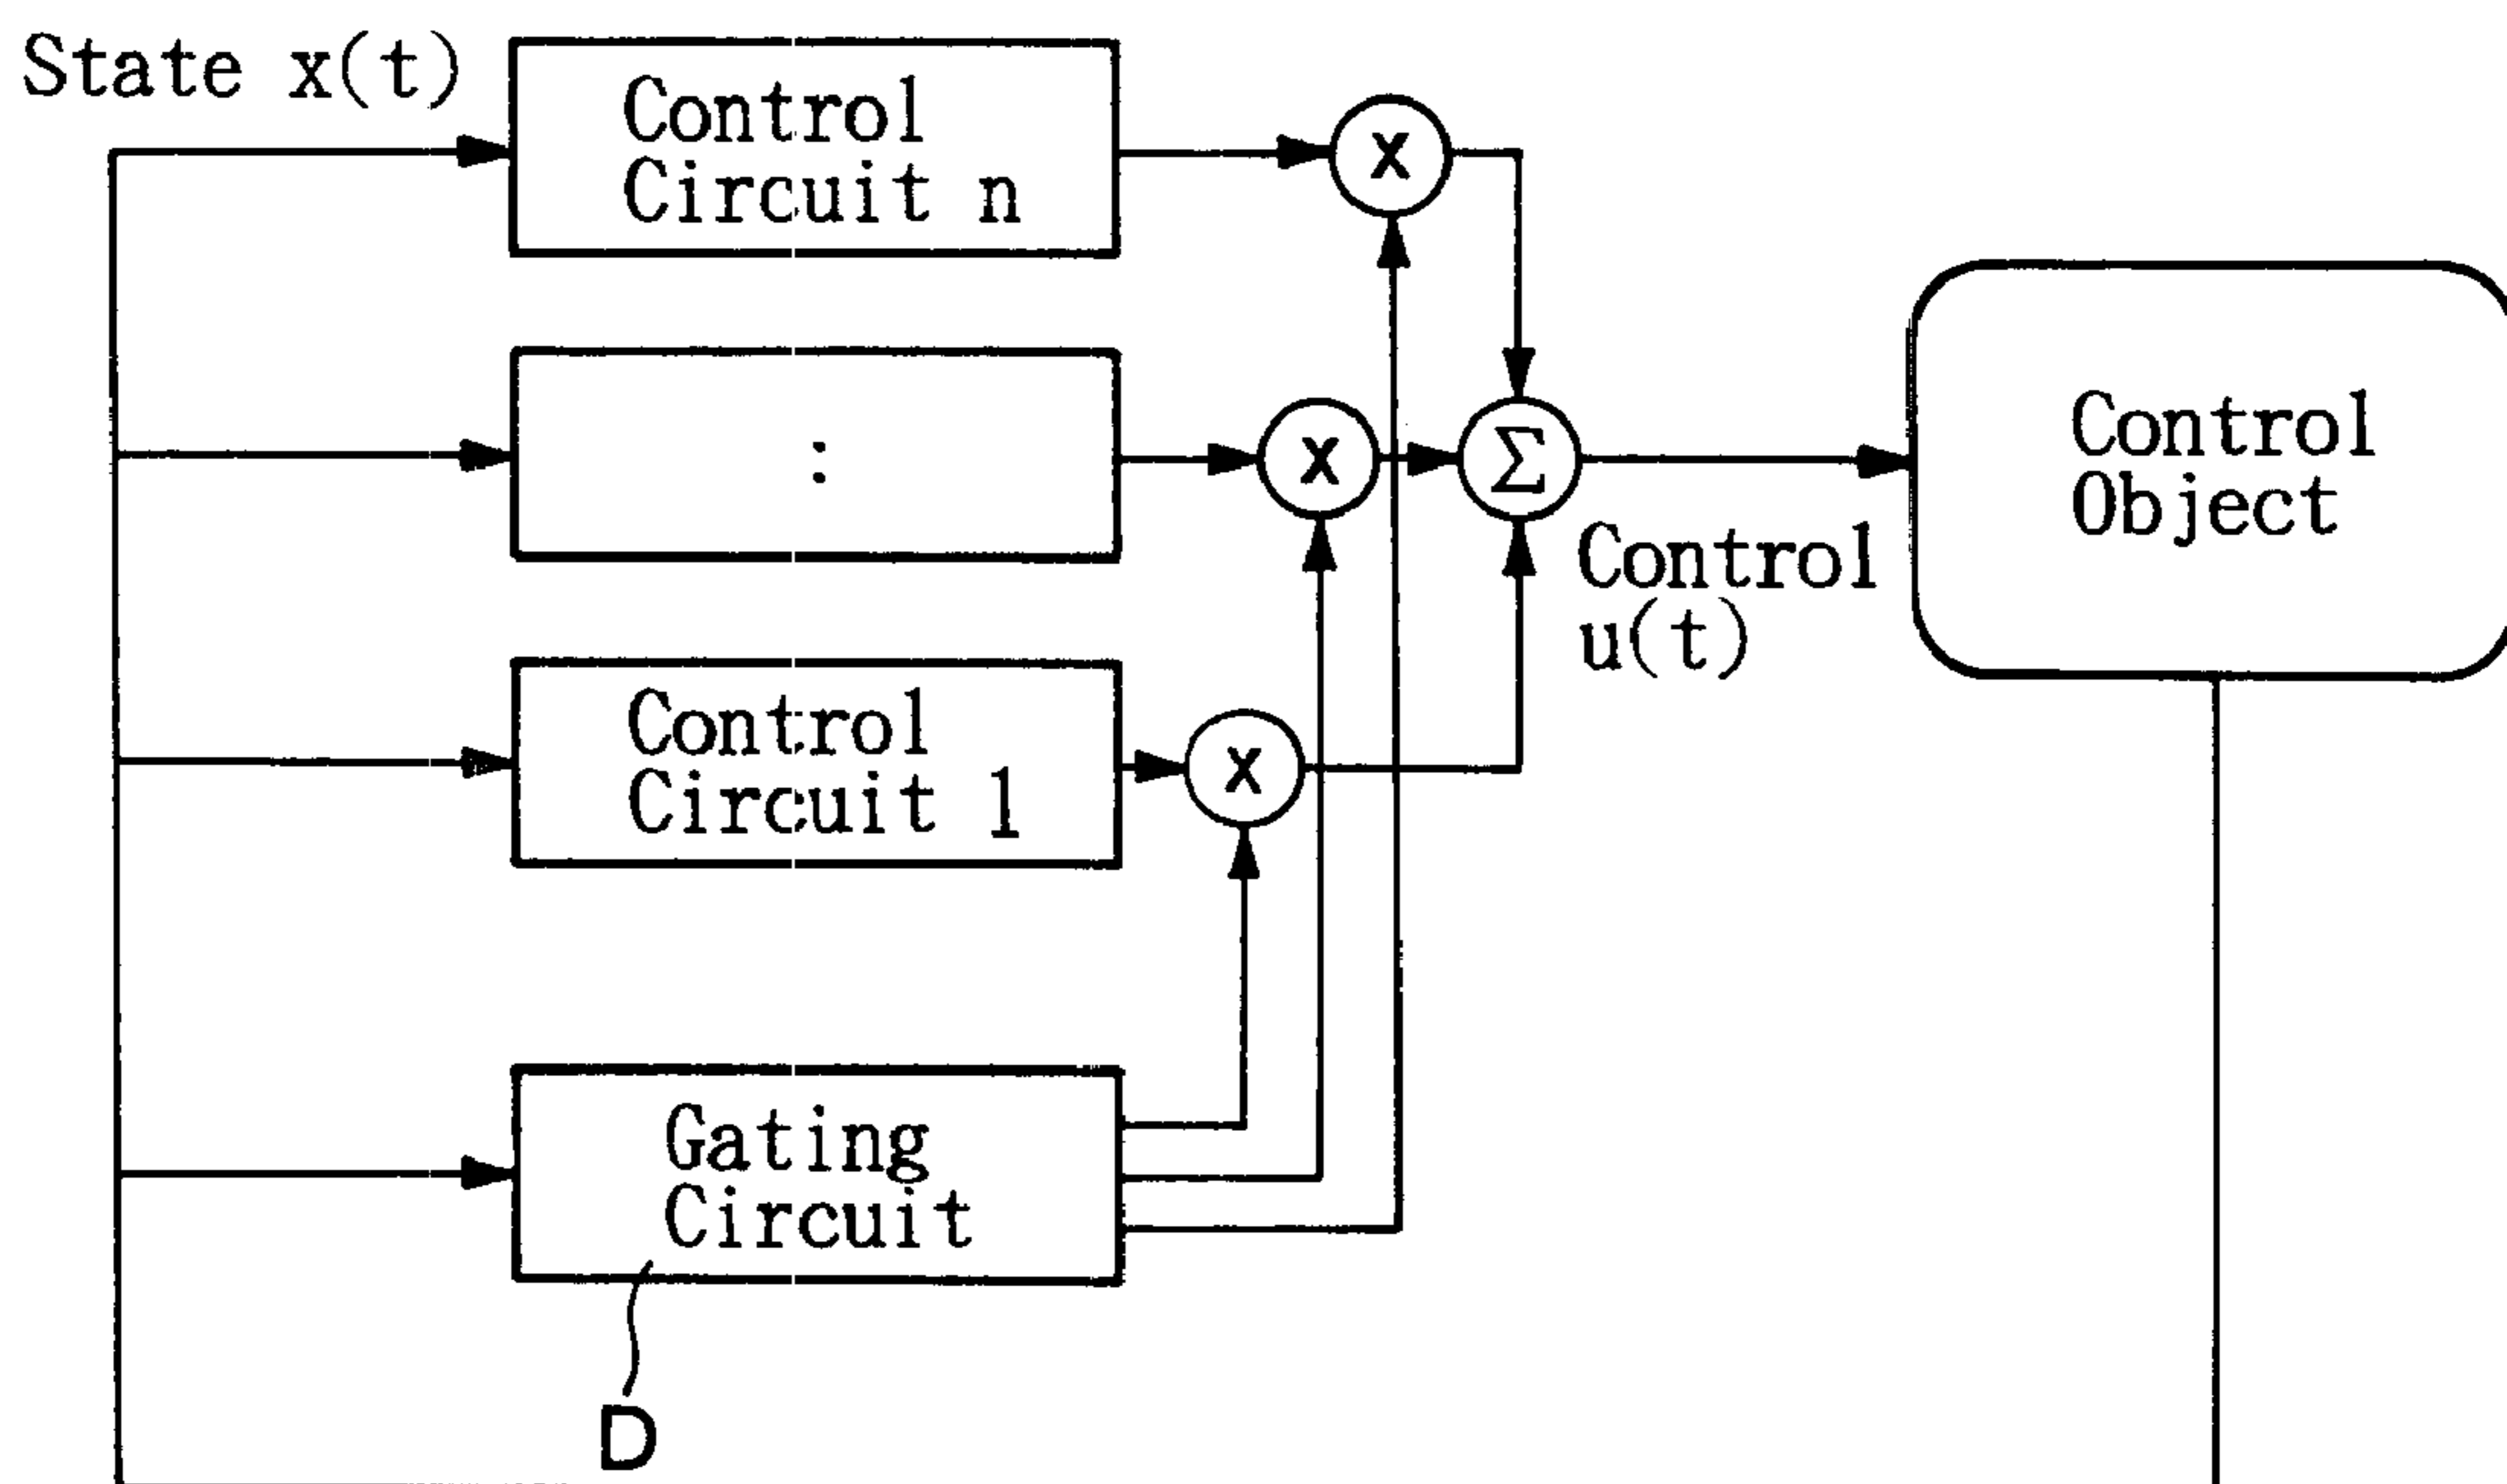 State x(t)
Control
Circuit n
x
:
x
Σ
Control
Object
Control
u(t)
Control
Circuit 1
x
Gating
Circuit
D